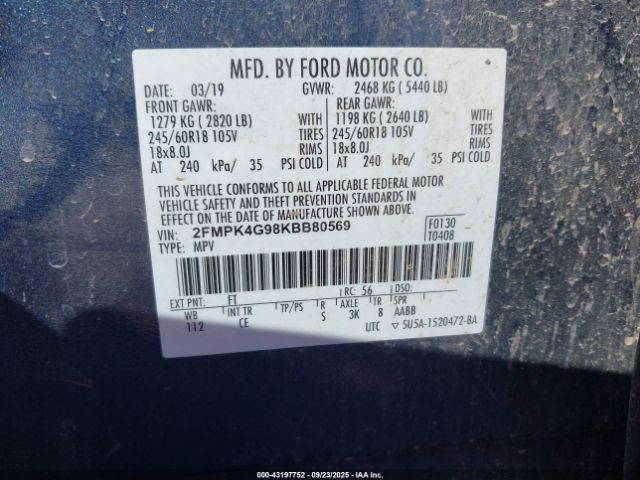 MFD. BY FORD MOTOR CO.
DATE: 03/19 GVWR: 2468 KG ( 5440 LB)
FRONT GAWR: REAR GAWR:
1279 KG ( 2820 LB) WITH 1198 KG ( 2640 LB) WITH
245/60R18 105V TIRES 245/60R18 105V TIRES
18x8.0J RIMS 18x8.0J RIMS
AT 240 kPa/ 35 PSI COLD AT 240 kPa/ 35 PSI COLD
THIS VEHICLE CONFORMS TO ALL APPLICABLE FEDERAL MOTOR
VEHICLE SAFETY AND THEFT PREVENTION STANDARDS IN
EFFECT ON THE DATE OF MANUFACTURE SHOWN ABOVE.
VIN: 2FMPK4G98KBB80569 F0130
TYPE: MPV T0408
EXT PNT: FT RC: 56 DSO:
WB INT TR TP/PS R AXLE TR SPR
112 CE S 3K 8 AABB
UTC ▽ 5U5A-1520472-BA
000-43197752 - 09/23/2025 - IAAI.COM